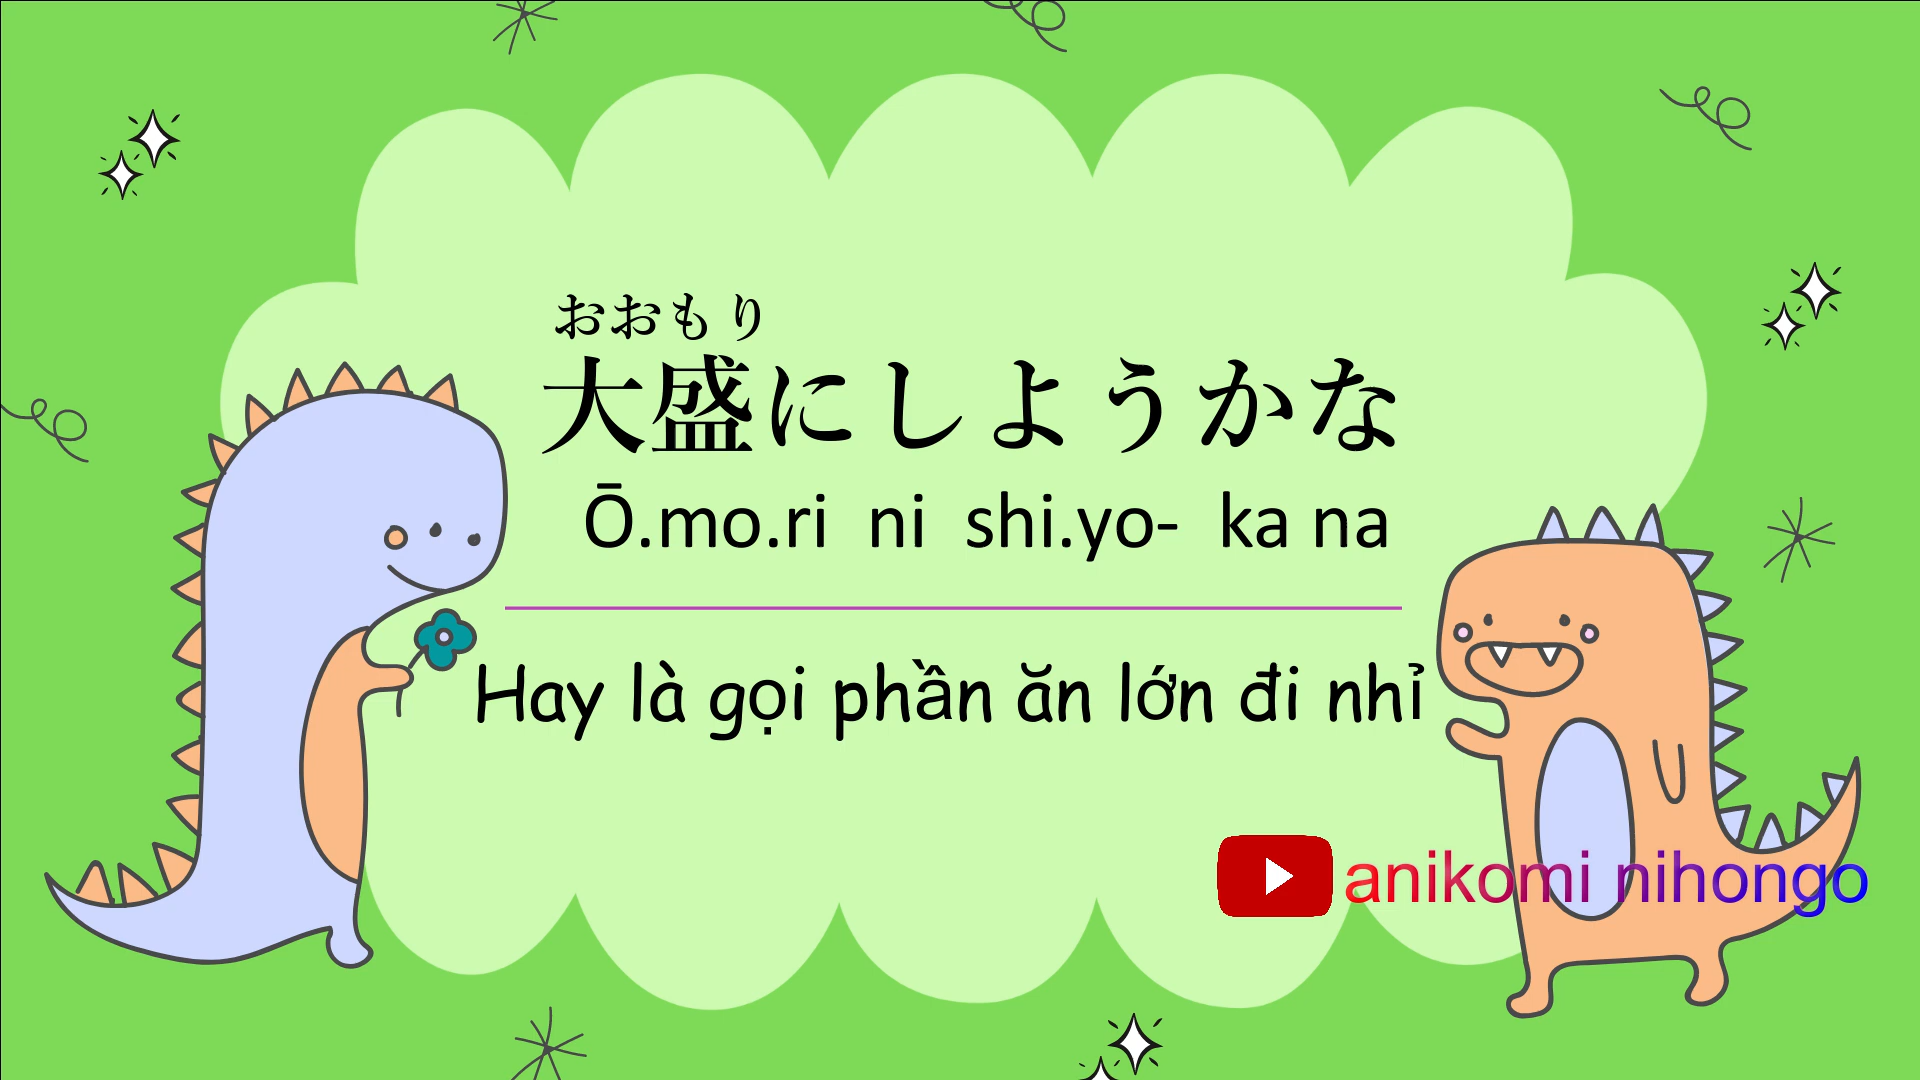 おおもり
大盛にしようかな
Ō.mo.ri ni shi.yo- ka na
Hay là gọi phần ăn lớn đi nhỉ
anikomi nihongo